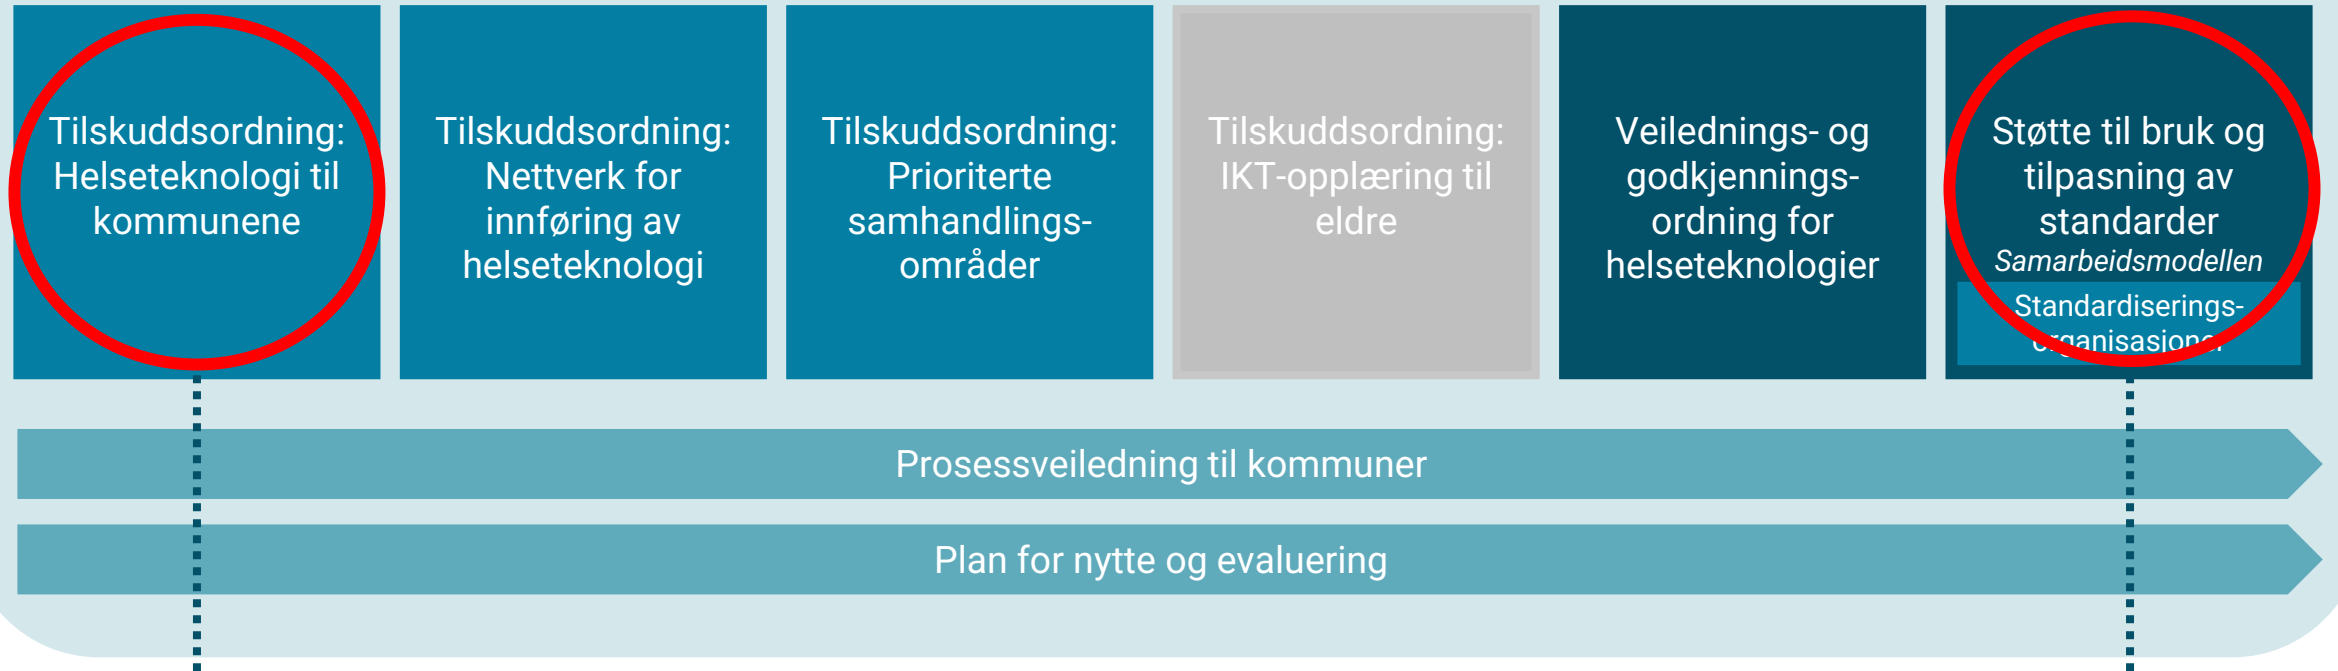 Tilskuddsordning:
Helseteknologi til
kommunene
Tilskuddsordning:
Nettverk for
innføring av
helseteknologi
Tilskuddsordning:
Prioriterte
samhandlings-
områder
Tilskuddsordning:
IKT-opplæring til
eldre
Veilednings- og
godkjennings-
ordning for
helseteknologier
Støtte til bruk og
tilpasning av
standarder
Samarbeidsmodellen
Standardiserings-
organisasjoner
Prosessveiledning til kommuner
Plan for nytte og evaluering